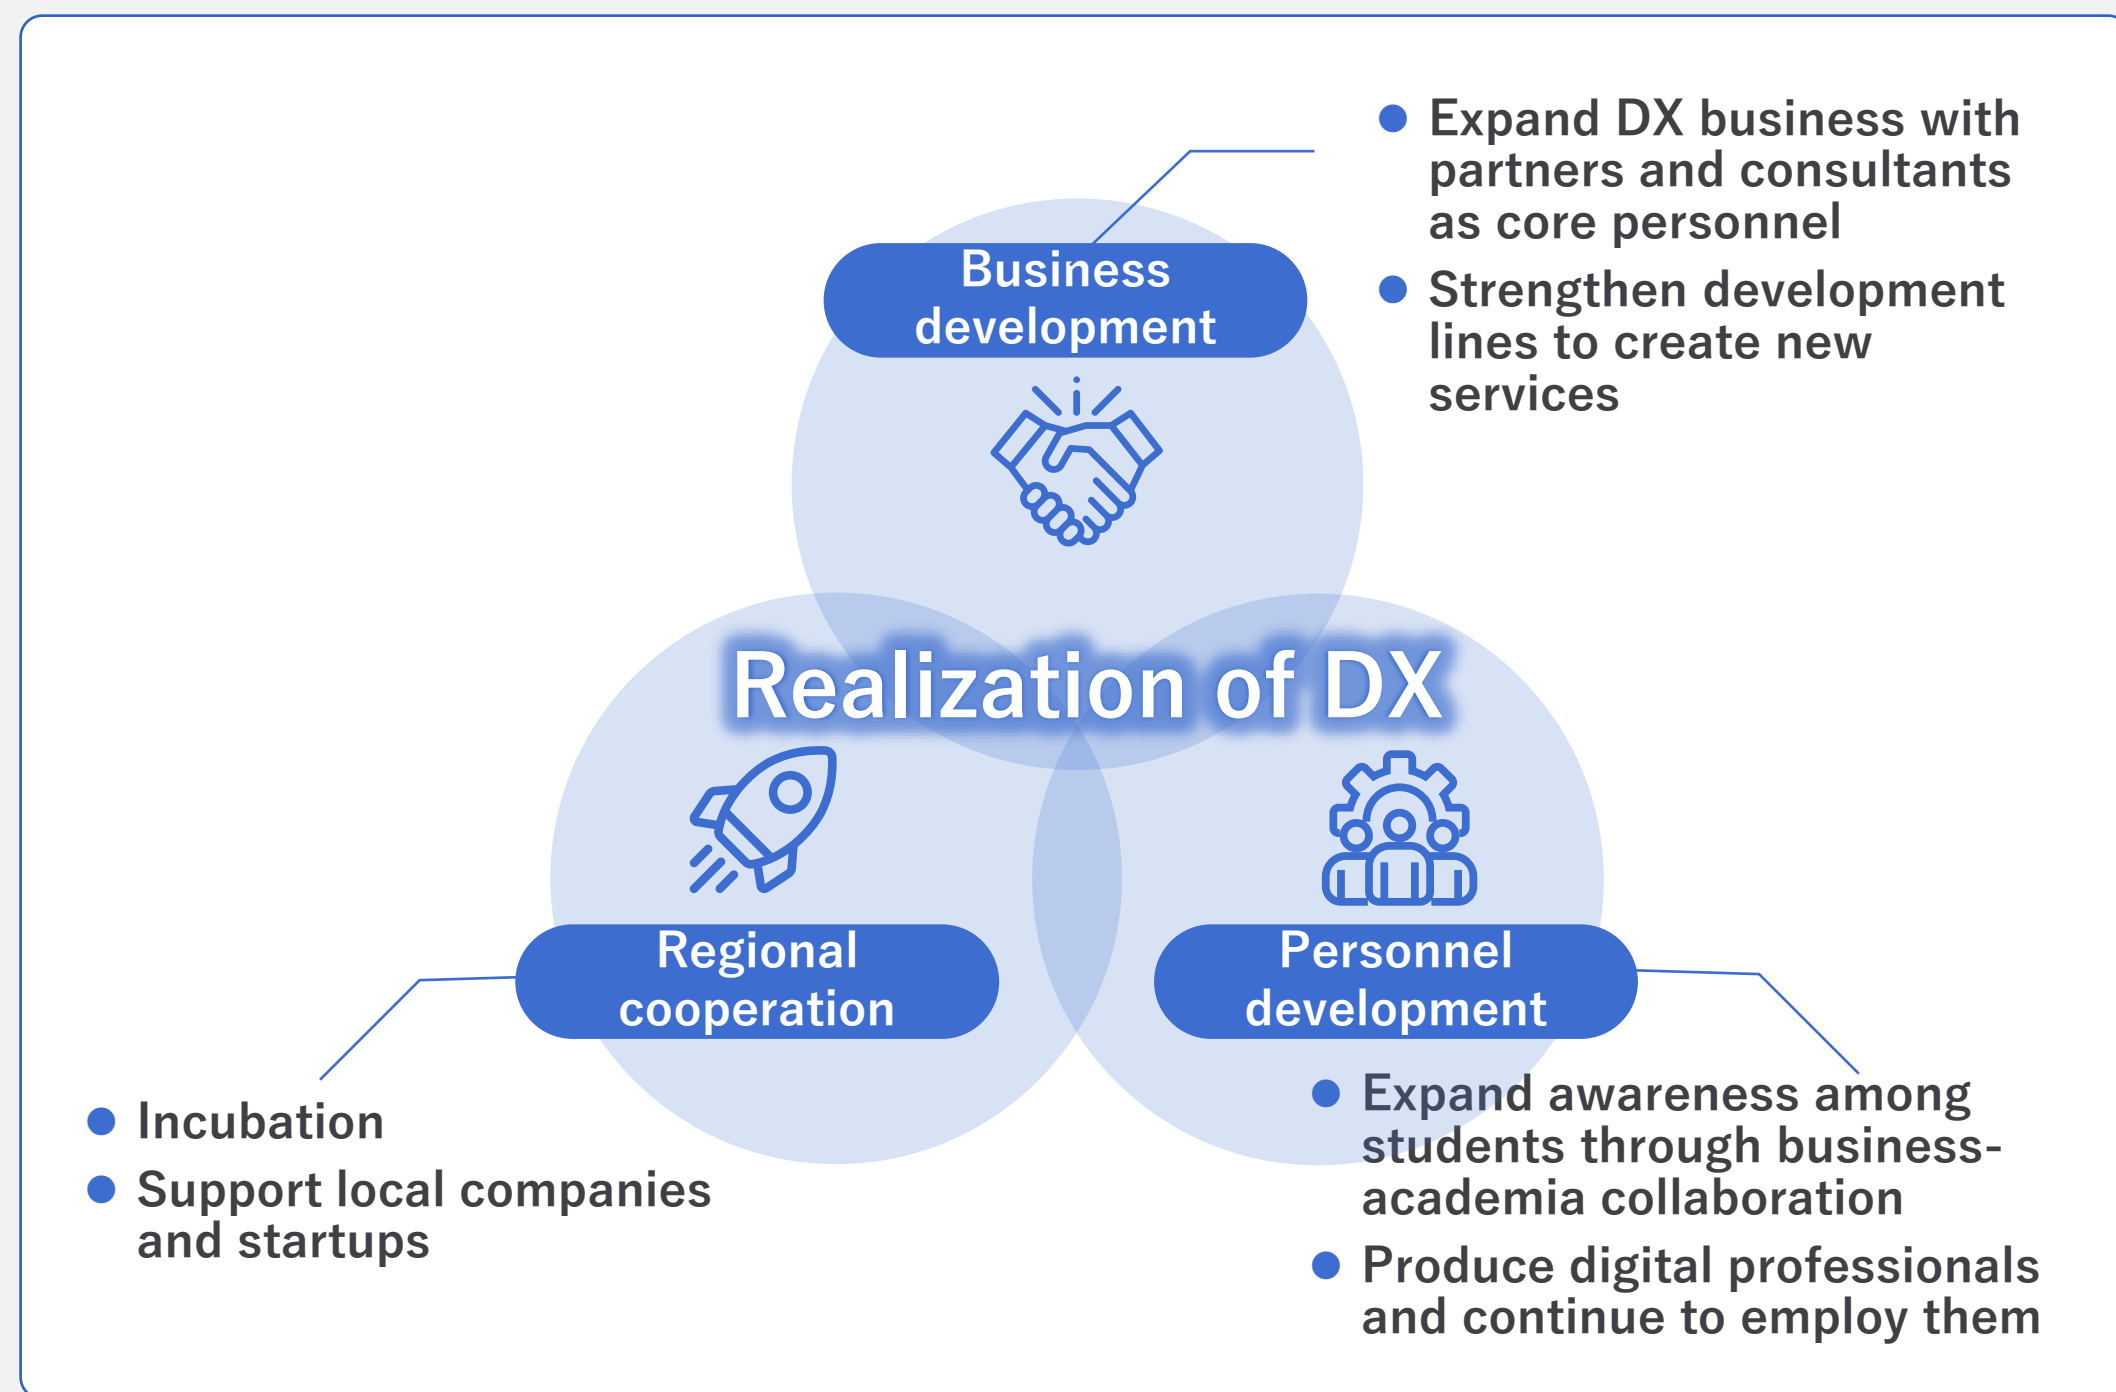 Expand DX business with
partners and consultants
as core personnel
Strengthen development
lines to create new
services
Business
development
Realization of DX
Regional
cooperation
Personnel
development
Incubation
Support local companies
and startups
Expand awareness among
students through business-
academia collaboration
Produce digital professionals
and continue to employ them